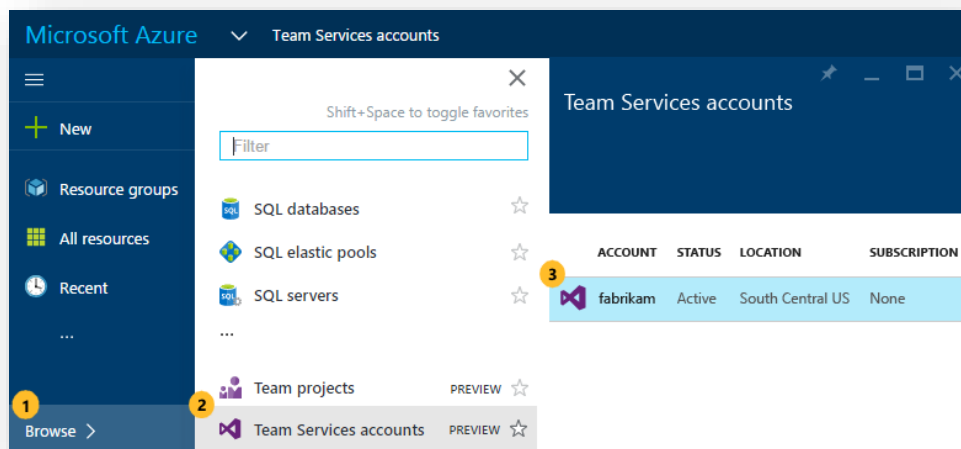 Microsoft Azure
Team Services accounts
New
Resource groups
All resources
Recent
...
1
Browse
Shift+Space to toggle favorites
Filter
SQL databases
SQL elastic pools
SQL servers
...
Team projects PREVIEW
2
Team Services accounts PREVIEW
Team Services accounts
ACCOUNT STATUS LOCATION SUBSCRIPTION
3
fabrikam Active South Central US None